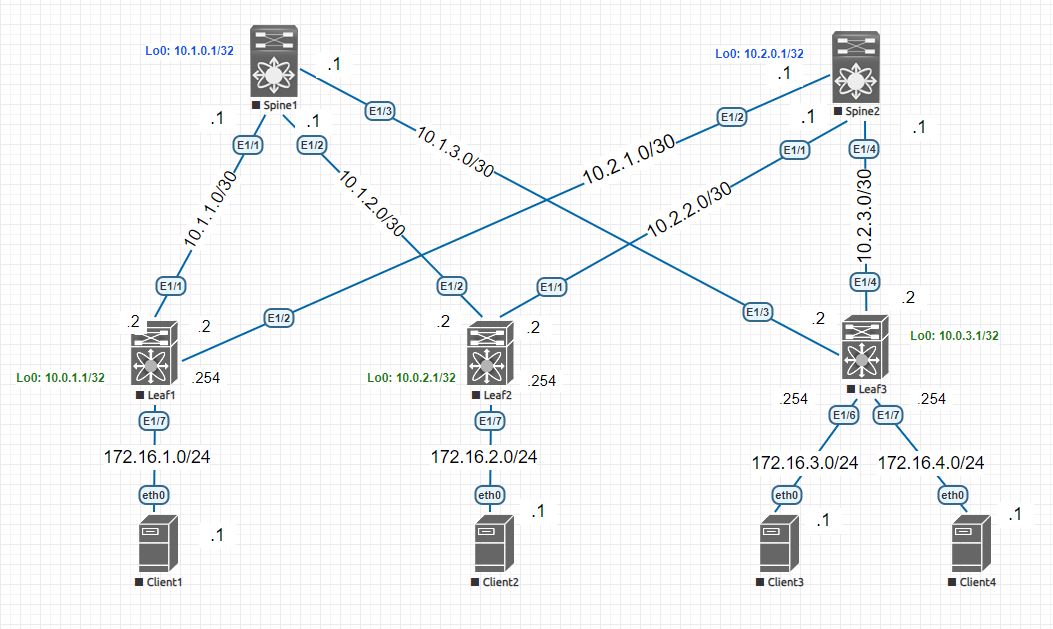 Lo0: 10.1.0.1/32
.1
Spine1
Lo0: 10.2.0.1/32
.1
Spine2
.1
.1
E1/3
E1/2
.1
.1
E1/1
E1/2
E1/1
E1/4
10.1.1.0/30
10.1.2.0/30
10.1.3.0/30
10.2.1.0/30
10.2.2.0/30
10.2.3.0/30
E1/1
E1/2
E1/2
E1/1
E1/3
E1/4
.2
.2
.2
.2
.2
.2
Lo0: 10.0.1.1/32
Leaf1
.254
Lo0: 10.0.2.1/32
Leaf2
.254
Lo0: 10.0.3.1/32
Leaf3
.254
.254
E1/7
E1/7
E1/6
E1/7
172.16.1.0/24
172.16.2.0/24
172.16.3.0/24
172.16.4.0/24
eth0
eth0
eth0
eth0
.1
.1
.1
.1
Client1
Client2
Client3
Client4